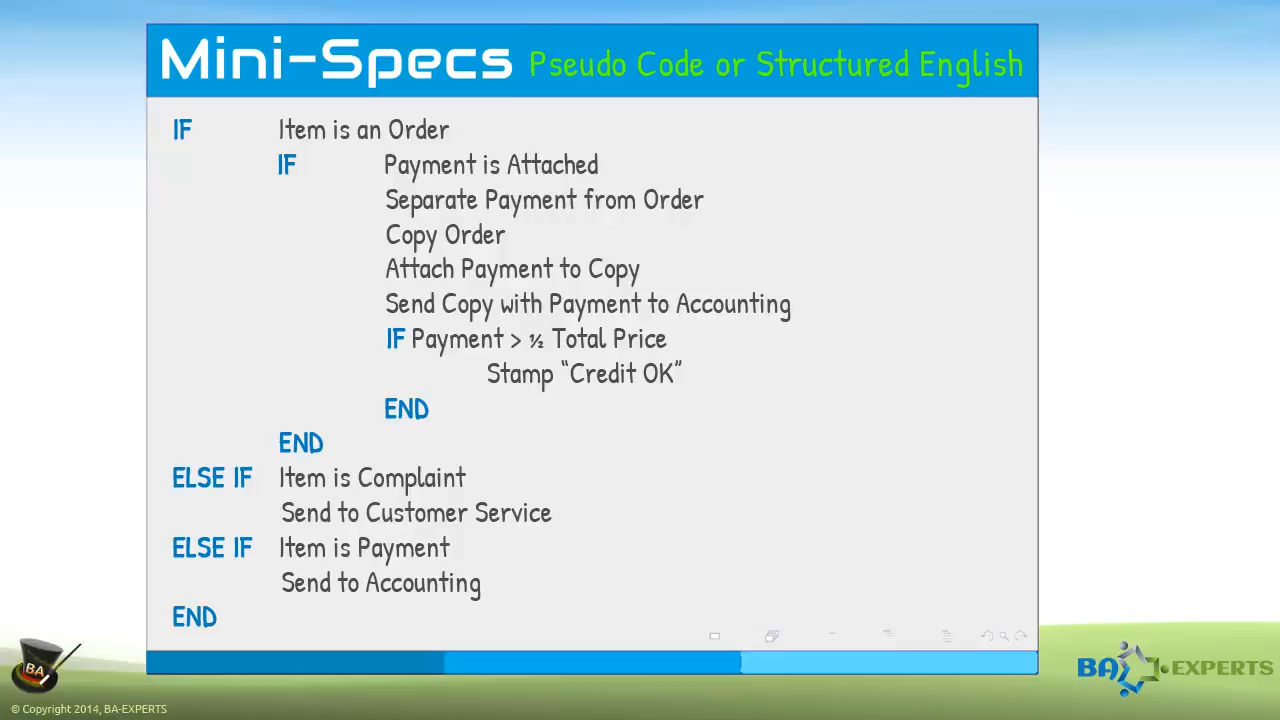 Mini-Specs Pseudo Code or Structured English
IF Item is an Order
IF Payment is Attached
Separate Payment from Order
Copy Order
Attach Payment to Copy
Send Copy with Payment to Accounting
IF Payment > ½ Total Price
Stamp “Credit OK”
END
END
ELSE IF Item is Complaint
Send to Customer Service
ELSE IF Item is Payment
Send to Accounting
END
BA
BA EXPERTS
© Copyright 2014, BA-EXPERTS